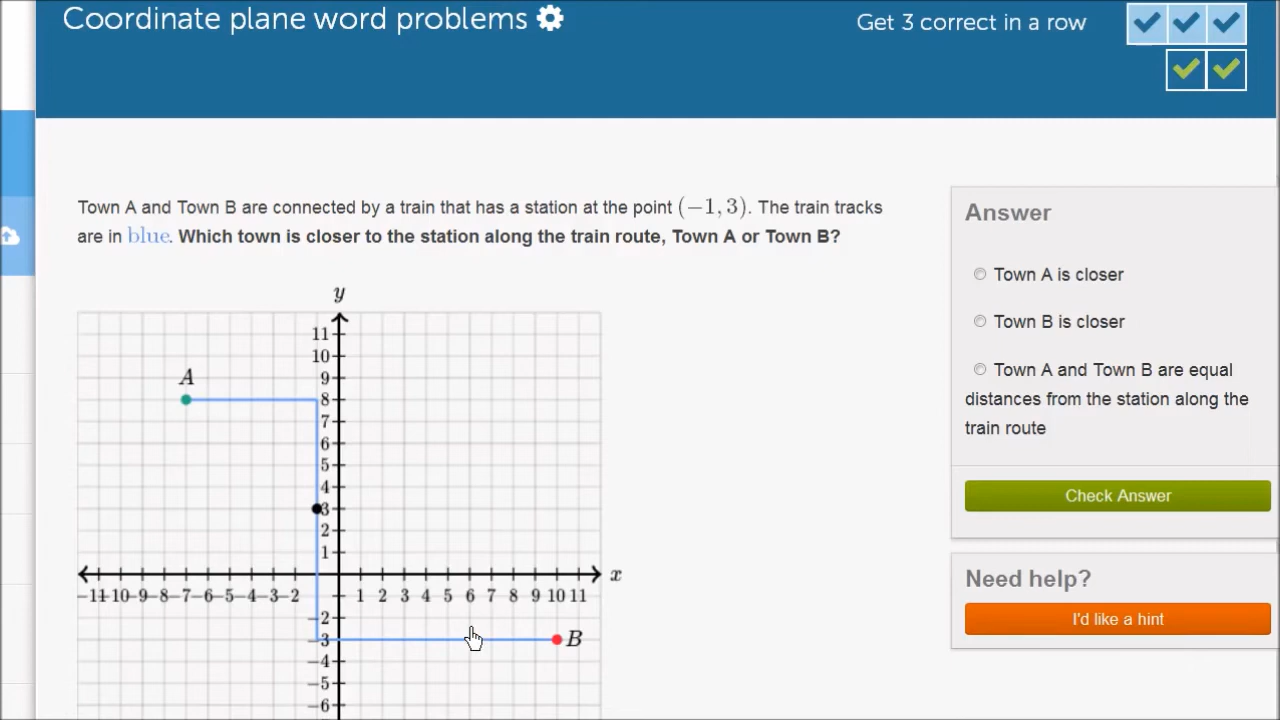 Coordinate plane word problems
Get 3 correct in a row
Town A and Town B are connected by a train that has a station at the point (−1, 3). The train tracks
are in blue. Which town is closer to the station along the train route, Town A or Town B?
y
11
10
A
9
8
7
6
5
4
3
2
1
x
−11 −10 −9 −8 −7 −6 −5 −4 −3 −2 1 2 3 4 5 6 7 8 9 10 11
−2
−3 B
−4
−5
−6
Answer
Town A is closer
Town B is closer
Town A and Town B are equal
distances from the station along the
train route
Check Answer
Need help?
I'd like a hint